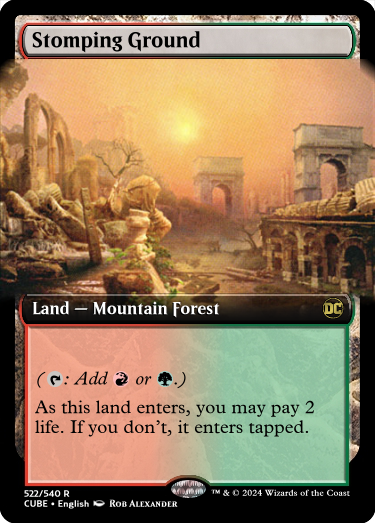 Stomping Ground
Land — Mountain Forest
DC
( : Add or .)
As this land enters, you may pay 2
life. If you don't, it enters tapped.
522/540 R
CUBE • English Rob Alexander
™ & © 2024 Wizards of the Coast